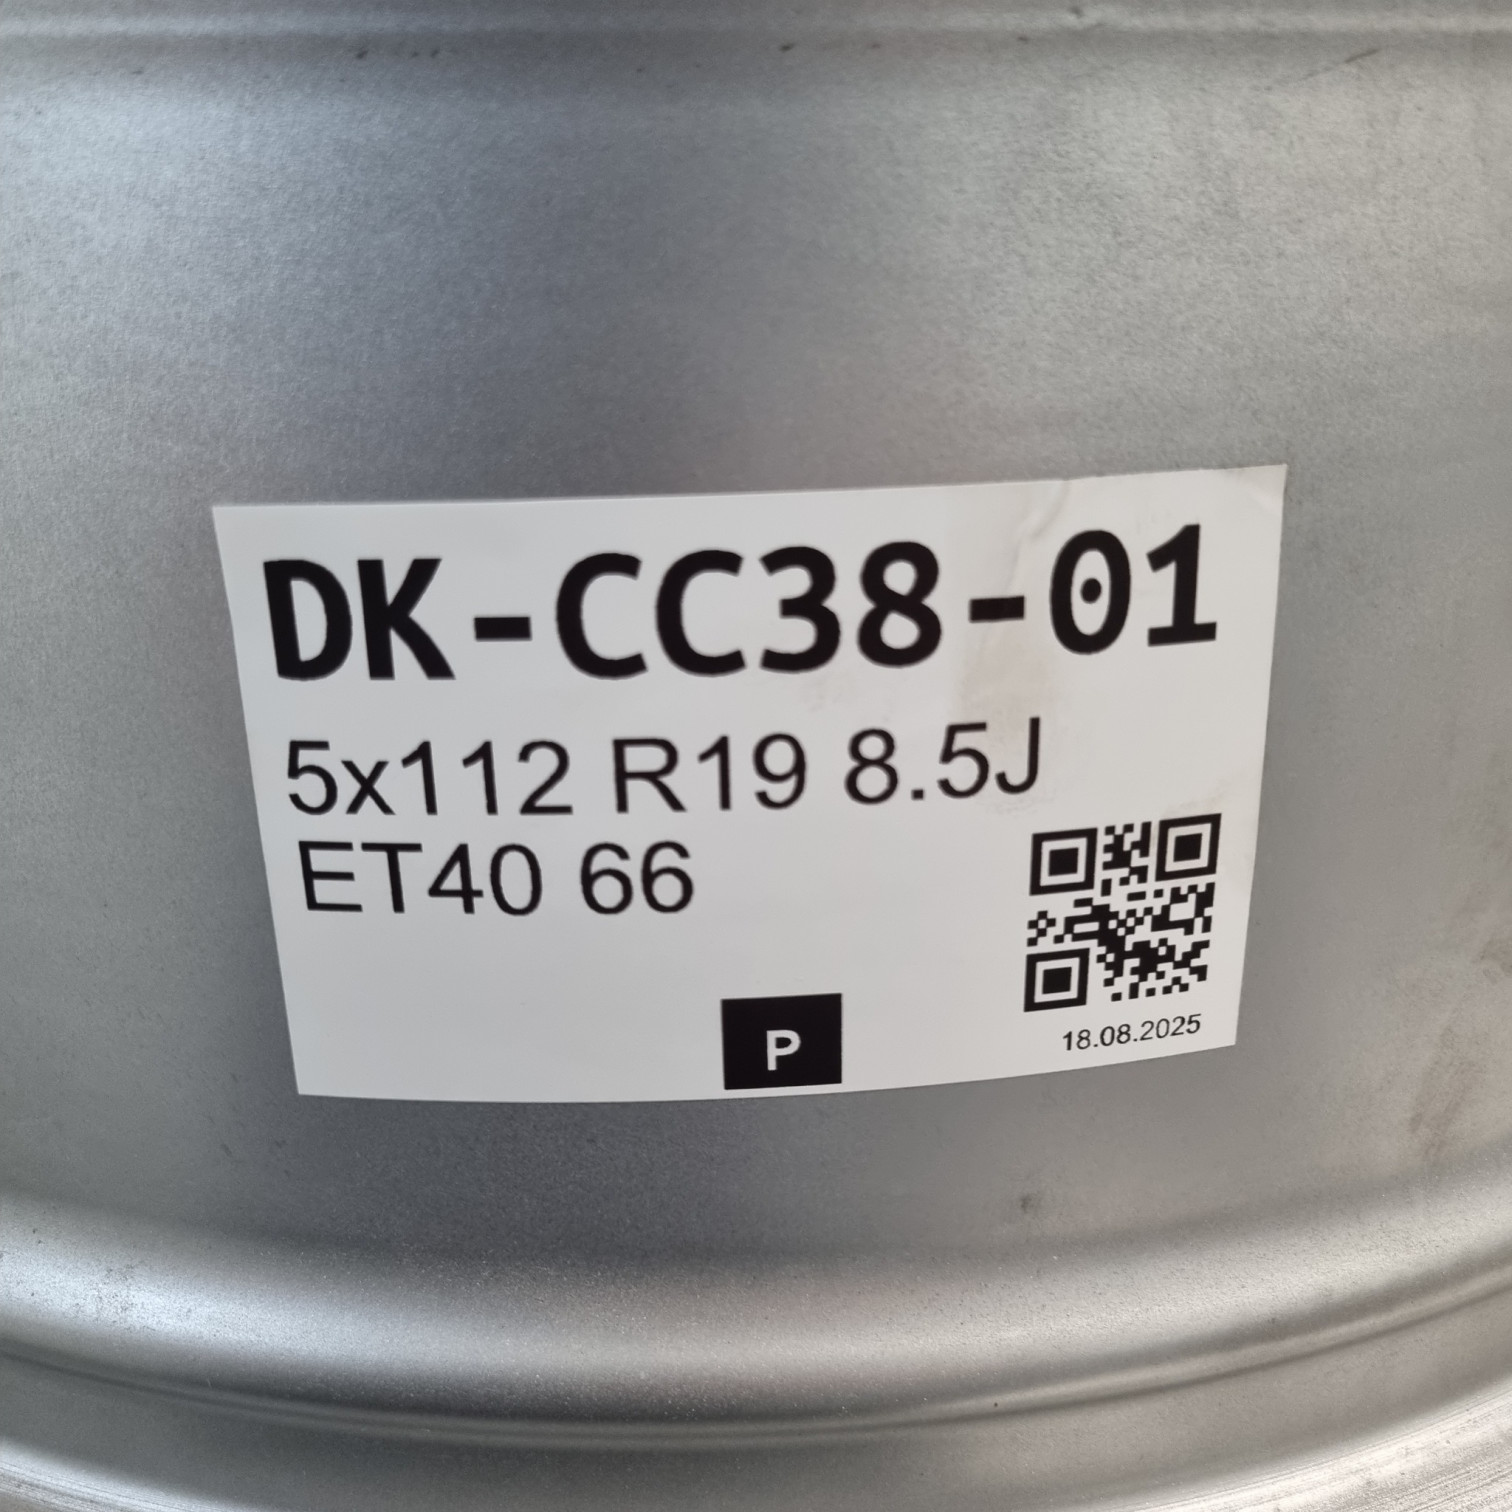 DK-CC38-01
5x112 R19 8.5J
ET40 66
P
18.08.2025